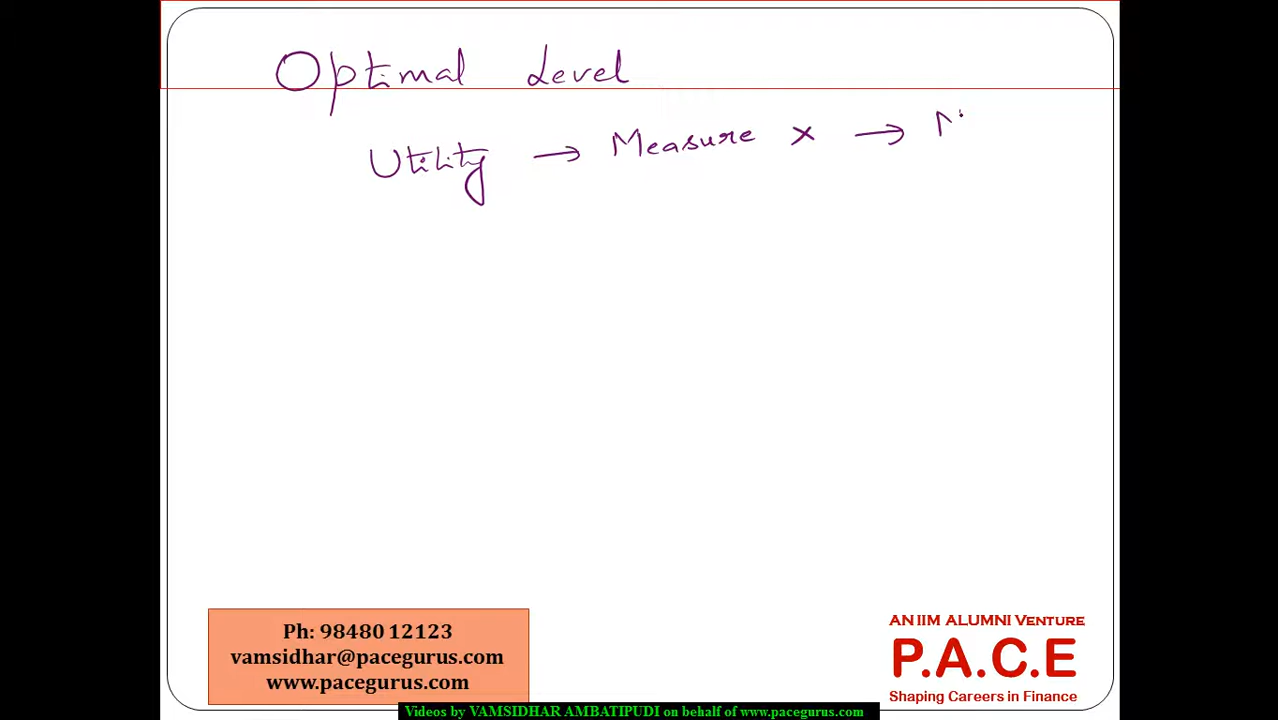 Optimal Level
Utility → Measure × →
Ph: 98480 12123
vamsidhar@pacegurus.com
www.pacegurus.com
AN IIM ALUMNI VENTURE
P.A.C.E
Shaping Careers in Finance
Videos by VAMSIDHAR AMBATIPUDI on behalf of www.pacegurus.com